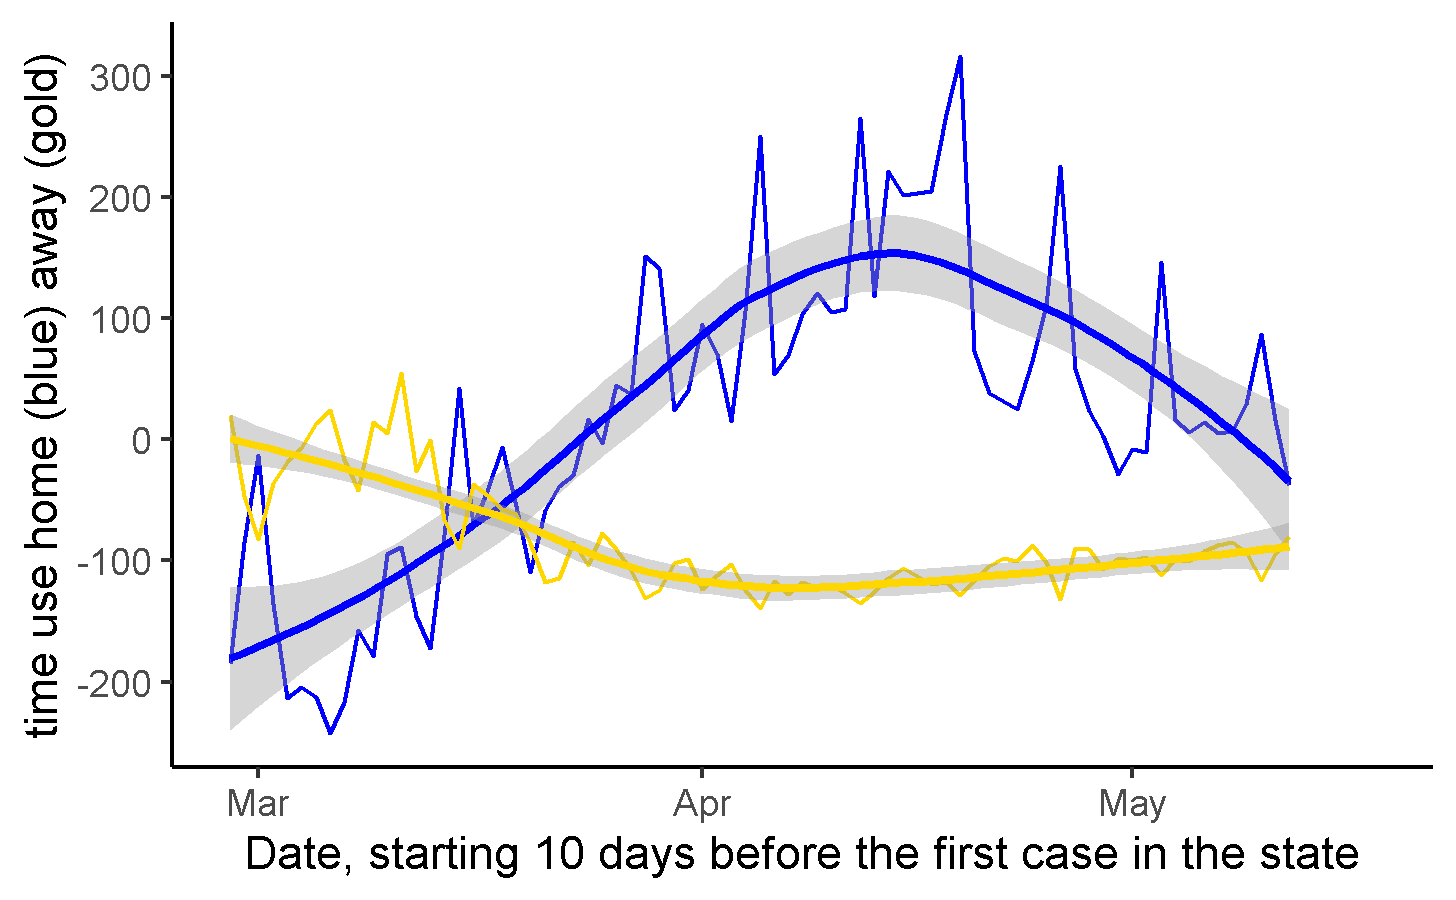 time use home (blue) away (gold)
300
200
100
0
-100
-200
Mar
Apr
May
Date, starting 10 days before the first case in the state